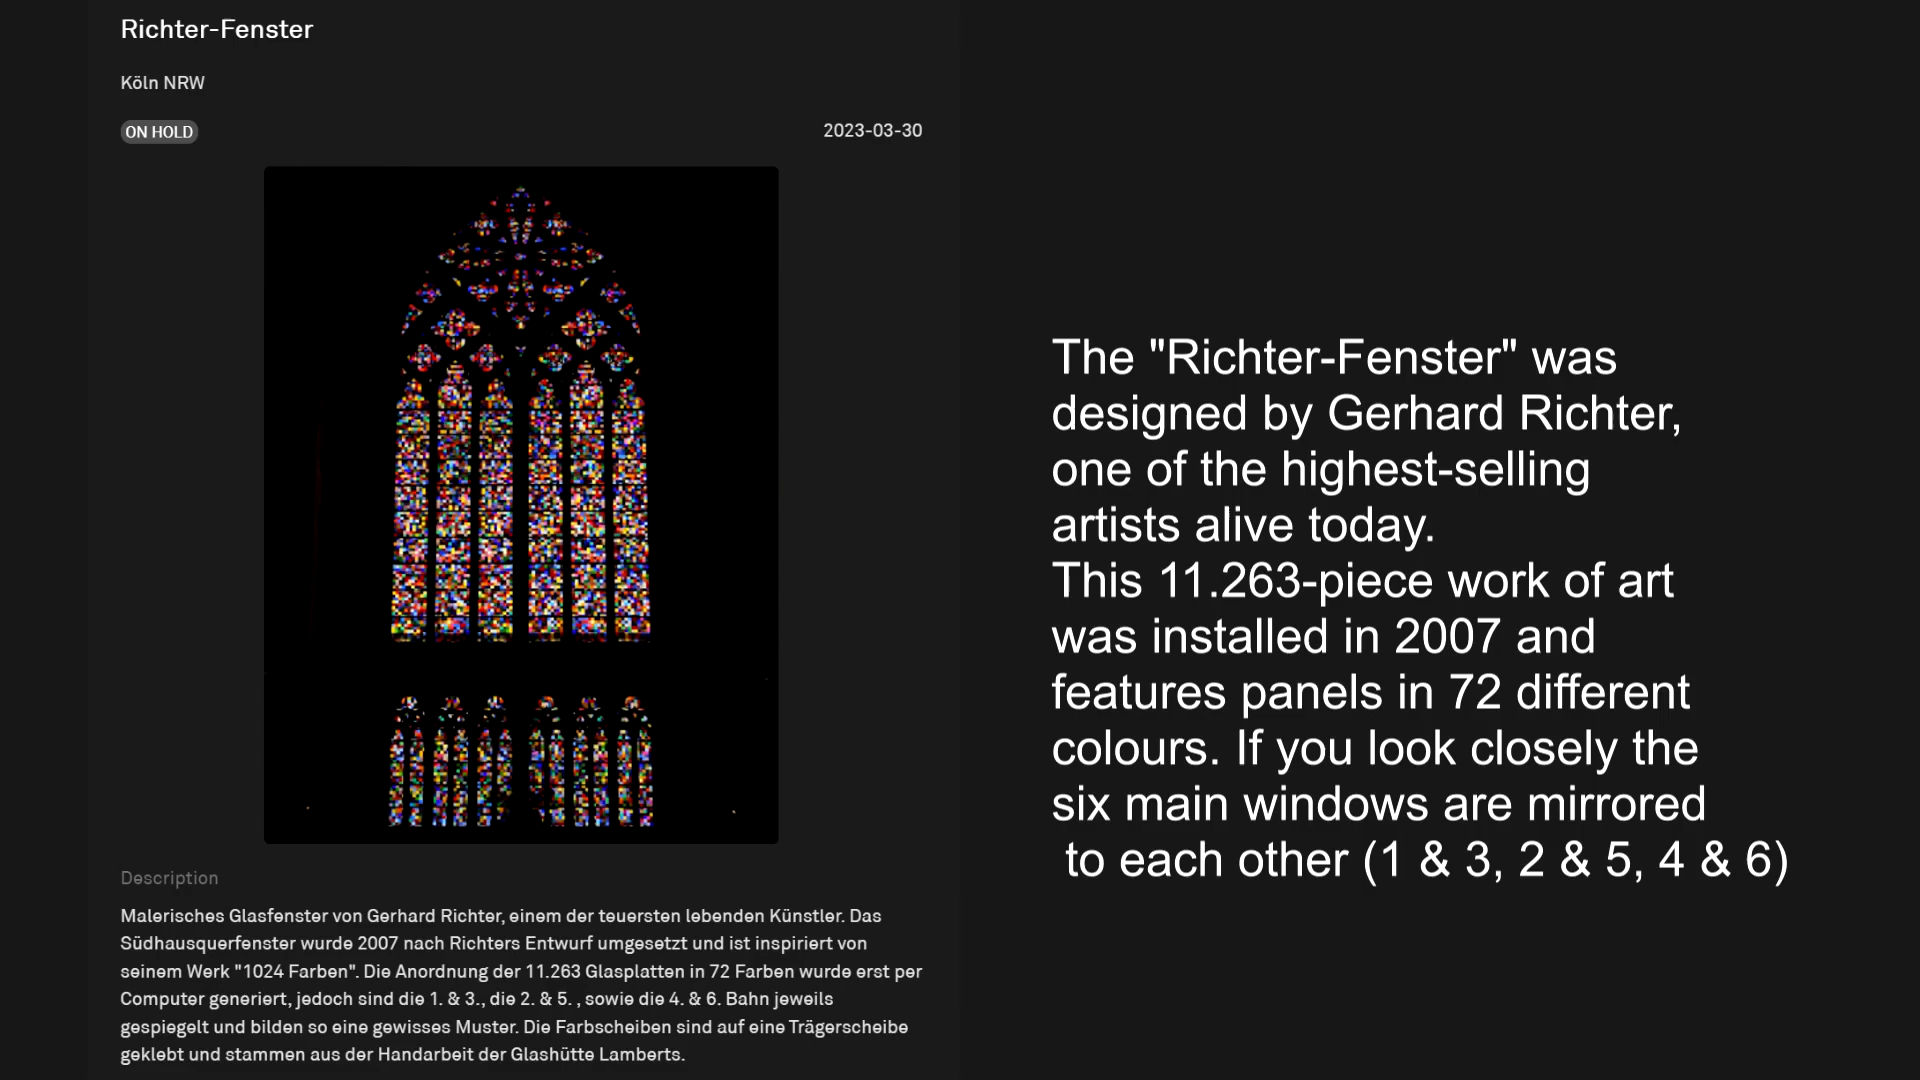 Richter-Fenster
Köln NRW
ON HOLD
2023-03-30
Description
Malerisches Glasfenster von Gerhard Richter, einem der teuersten lebenden Künstler. Das
Südhausquerfenster wurde 2007 nach Richters Entwurf umgesetzt und ist inspiriert von
seinem Werk "1024 Farben". Die Anordnung der 11.263 Glasplatten in 72 Farben wurde erst per
Computer generiert, jedoch sind die 1. & 3., die 2. & 5. , sowie die 4. & 6. Bahn jeweils
gespiegelt und bilden so eine gewisses Muster. Die Farbscheiben sind auf eine Trägerscheibe
geklebt und stammen aus der Handarbeit der Glashütte Lamberts.
The "Richter-Fenster" was
designed by Gerhard Richter,
one of the highest-selling
artists alive today.
This 11.263-piece work of art
was installed in 2007 and
features panels in 72 different
colours. If you look closely the
six main windows are mirrored
to each other (1 & 3, 2 & 5, 4 & 6)